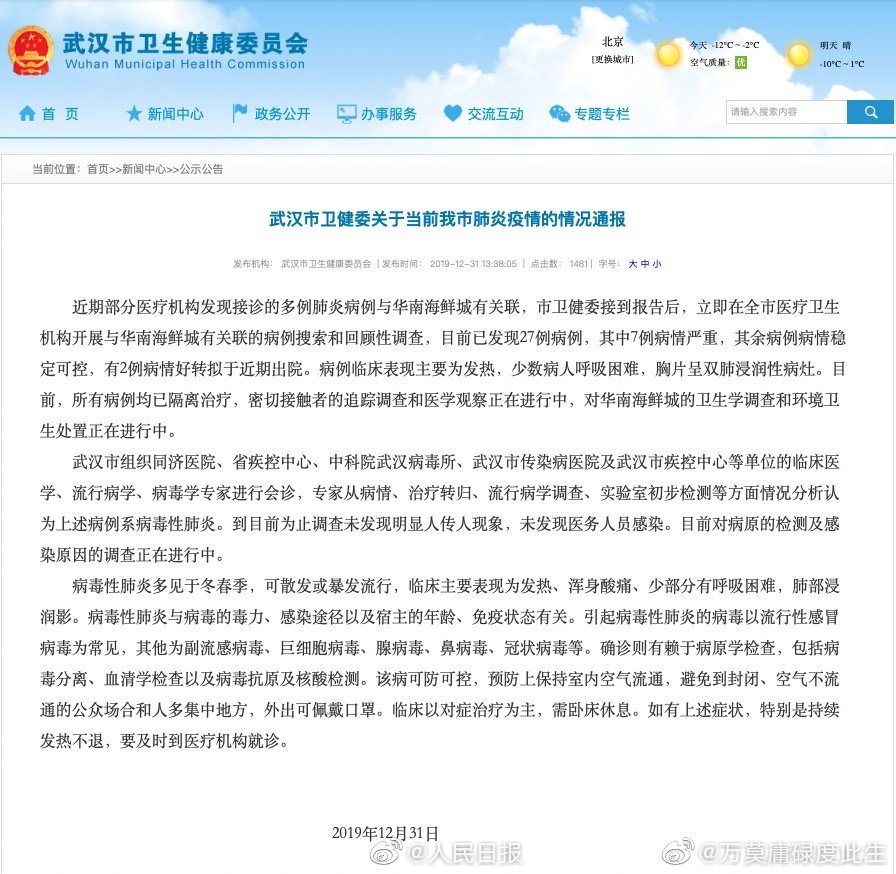 武汉市卫生健康委员会
Wuhan Municipal Health Commission
北京
[更换城市]
今天 -12°C ~ -2°C
空气质量: 优
明天 晴
-10°C ~ 1°C
首 页
新闻中心
政务公开
办事服务
交流互动
专题专栏
请输入搜索内容
当前位置: 首页>>新闻中心>>公示公告
武汉市卫健委关于当前我市肺炎疫情的情况通报
发布机构: 武汉市卫生健康委员会 | 发布时间: 2019-12-31 13:38:05 | 点击数: 1481 | 字号: 大 中 小
近期部分医疗机构发现接诊的多例肺炎病例与华南海鲜城有关联，市卫健委接到报告后，立即在全市医疗卫生
机构开展与华南海鲜城有关联的病例搜索和回顾性调查，目前已发现27例病例，其中7例病情严重，其余病例病情稳
定可控，有2例病情好转拟于近期出院。病例临床表现主要为发热，少数病人呼吸困难，胸片呈双肺浸润性病灶。目
前，所有病例均已隔离治疗，密切接触者的追踪调查和医学观察正在进行中，对华南海鲜城的卫生学调查和环境卫
生处置正在进行中。
武汉市组织同济医院、省疾控中心、中科院武汉病毒所、武汉市传染病医院及武汉市疾控中心等单位的临床医
学、流行病学、病毒学专家进行会诊，专家从病情、治疗转归、流行病学调查、实验室初步检测等方面情况分析认
为上述病例系病毒性肺炎。到目前为止调查未发现明显人传人现象，未发现医务人员感染。目前对病原的检测及感
染原因的调查正在进行中。
病毒性肺炎多见于冬春季，可散发或暴发流行，临床主要表现为发热、浑身酸痛、少部分有呼吸困难，肺部浸
润影。病毒性肺炎与病毒的毒力、感染途径以及宿主的年龄、免疫状态有关。引起病毒性肺炎的病毒以流行性感冒
病毒为常见，其他为副流感病毒、巨细胞病毒、腺病毒、鼻病毒、冠状病毒等。确诊则有赖于病原学检查，包括病
毒分离、血清学检查以及病毒抗原及核酸检测。该病可防可控，预防上保持室内空气流通，避免到封闭、空气不流
通的公众场合和人多集中地方，外出可佩戴口罩。临床以对症治疗为主，需卧床休息。如有上述症状，特别是持续
发热不退，要及时到医疗机构就诊。
2019年12月31日
@人民日报
@万莫庸碌度此生